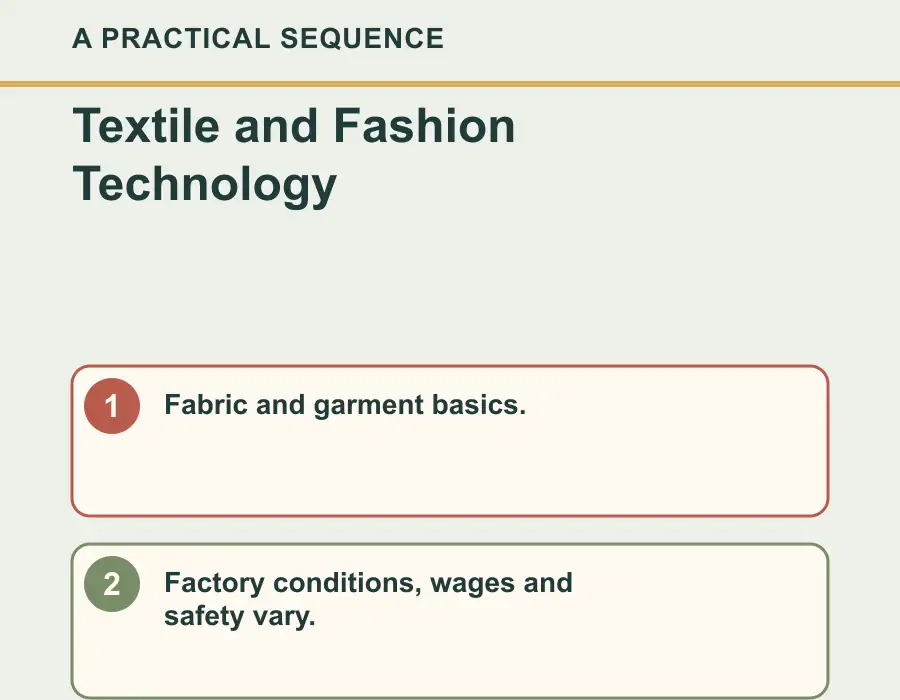 A PRACTICAL SEQUENCE
Textile and Fashion
Technology
1
Fabric and garment basics.
2
Factory conditions, wages and
safety vary.